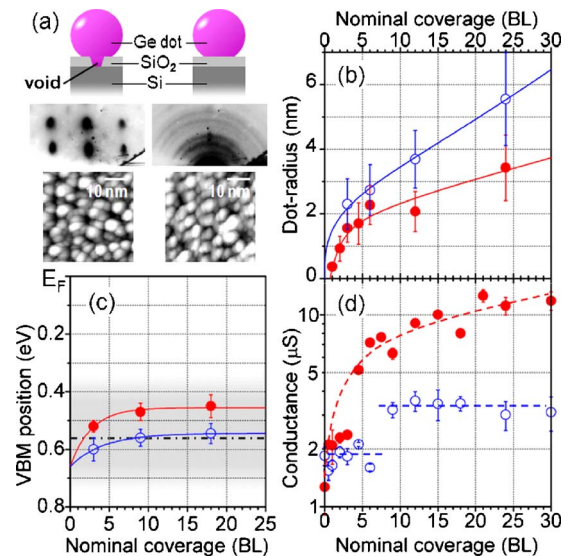 (a)
Ge dot
SiO₂
void
Si
10 nm
10 nm
Nominal coverage (BL)
0 5 10 15 20 25 30
(b)
6
4
2
0
Dot-radius (nm)
E_F
(c)
0.2
0.4
0.6
0.8
VBM position (eV)
0 5 10 15 20 25
Nominal coverage (BL)
(d)
10
5
2
1
Conductance (μS)
0 5 10 15 20 25 30
Nominal coverage (BL)